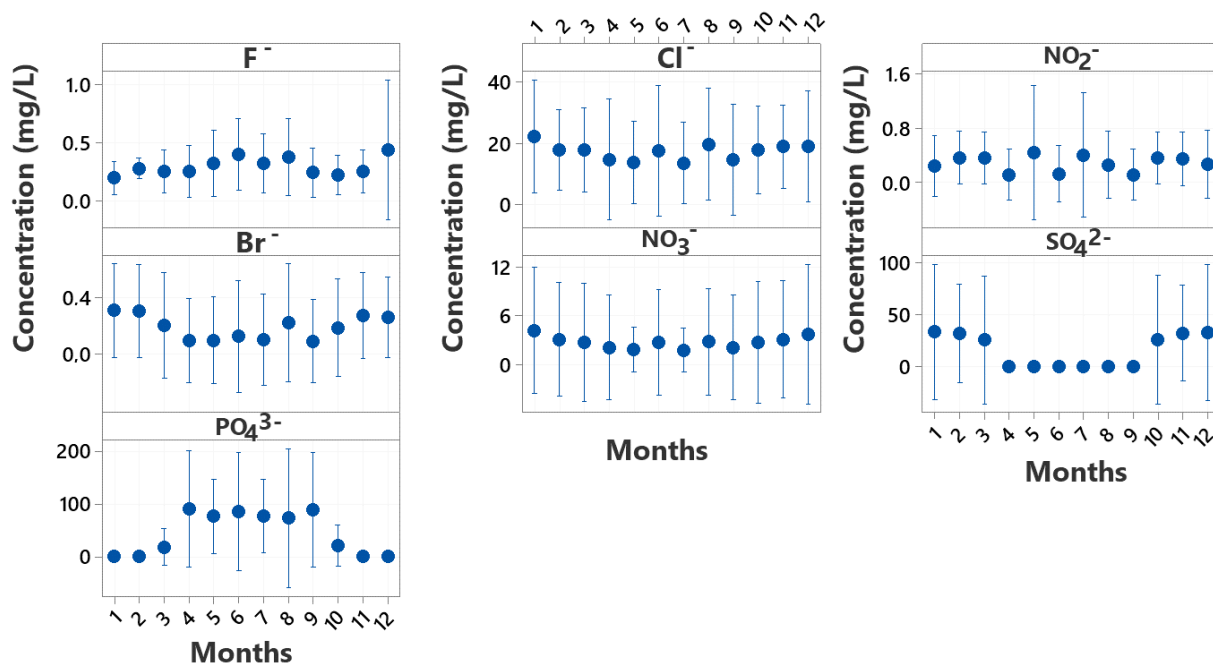 1 2 3 4 5 6 7 8 9 10 11 12
F⁻
Cl⁻
NO₂⁻
Concentration (mg/L)
1.0
0.5
0.0
Concentration (mg/L)
40
20
0
Concentration (mg/L)
1.6
0.8
0.0
Br⁻
NO₃⁻
SO₄²⁻
0.4
0.0
12
6
0
100
50
0
PO₄³⁻
200
100
0
1 2 3 4 5 6 7 8 9 10 11 12
Months
Months
1 2 3 4 5 6 7 8 9 10 11 12
Months